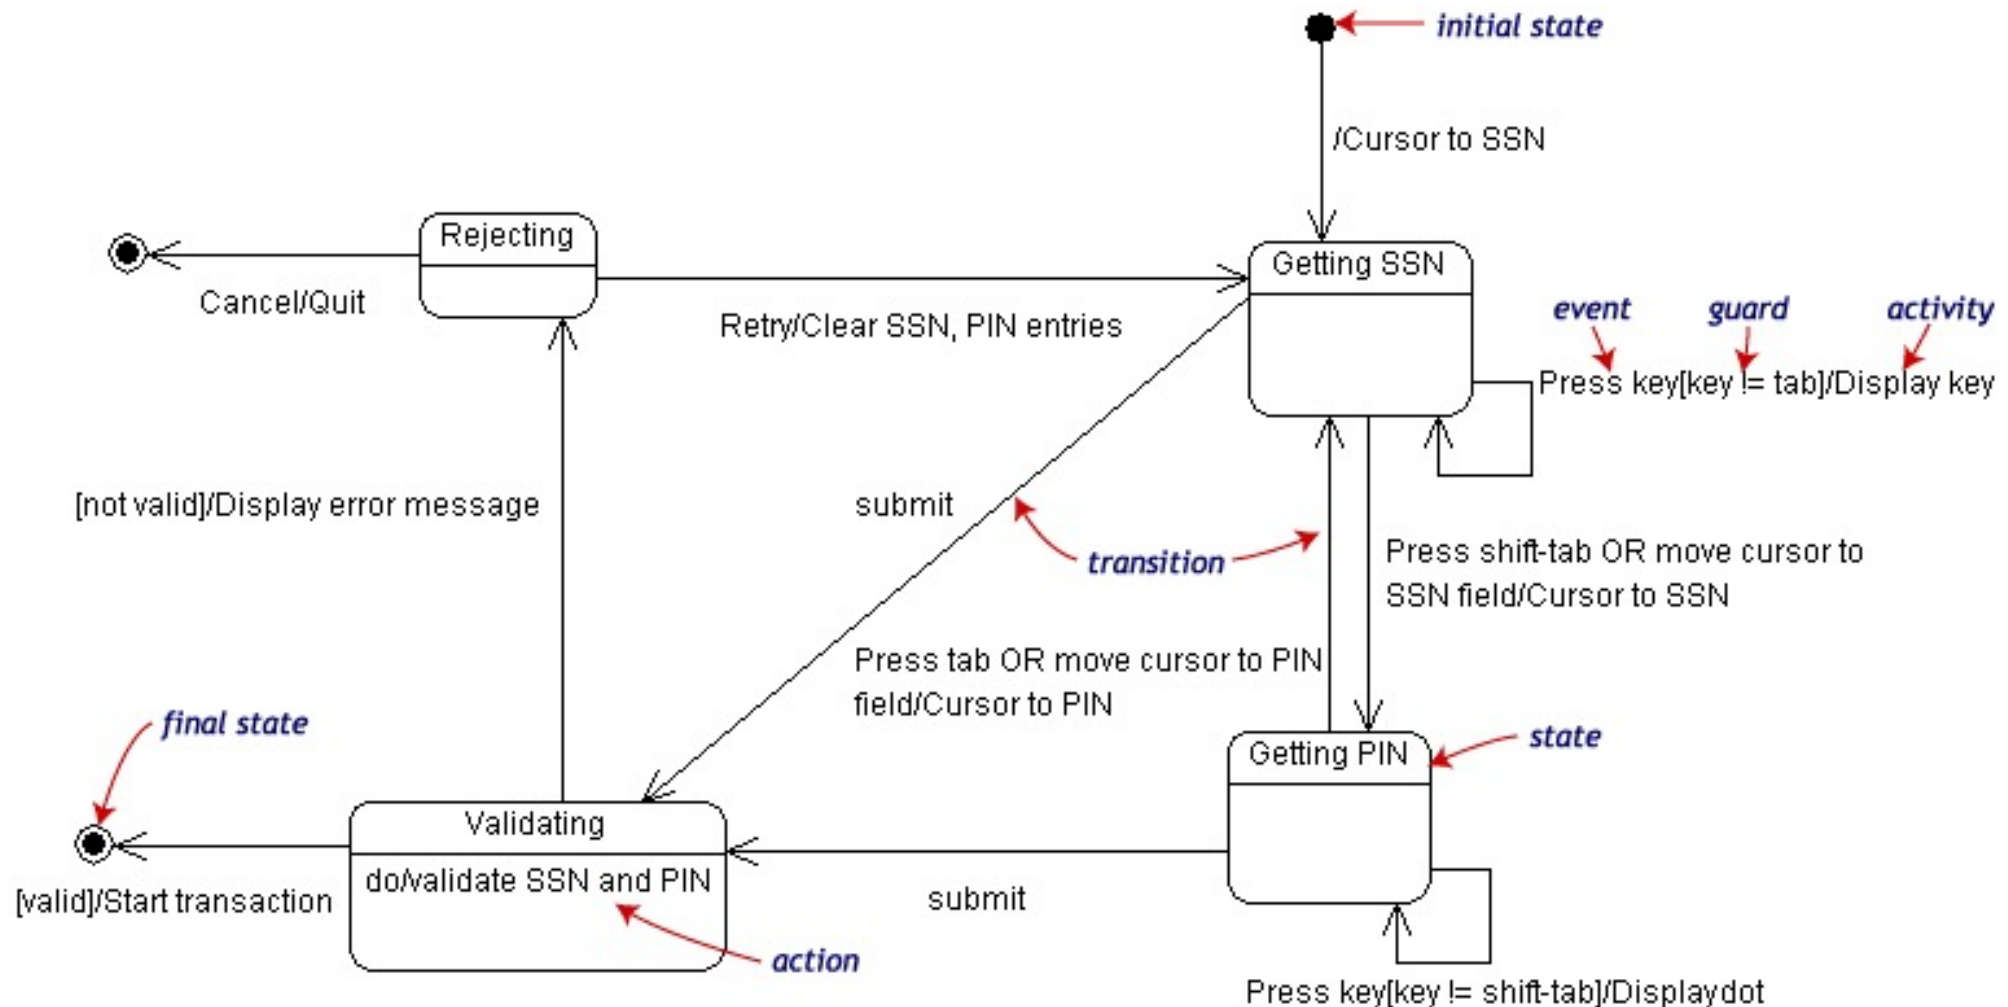 initial state
/Cursor to SSN
Rejecting
Getting SSN
Cancel/Quit
Retry/Clear SSN, PIN entries
event
guard
activity
Press key[key != tab]/Display key
[not valid]/Display error message
submit
transition
Press shift-tab OR move cursor to
SSN field/Cursor to SSN
Press tab OR move cursor to PIN
field/Cursor to PIN
final state
state
Getting PIN
Validating
do/validate SSN and PIN
[valid]/Start transaction
submit
action
Press key[key != shift-tab]/Displaydot